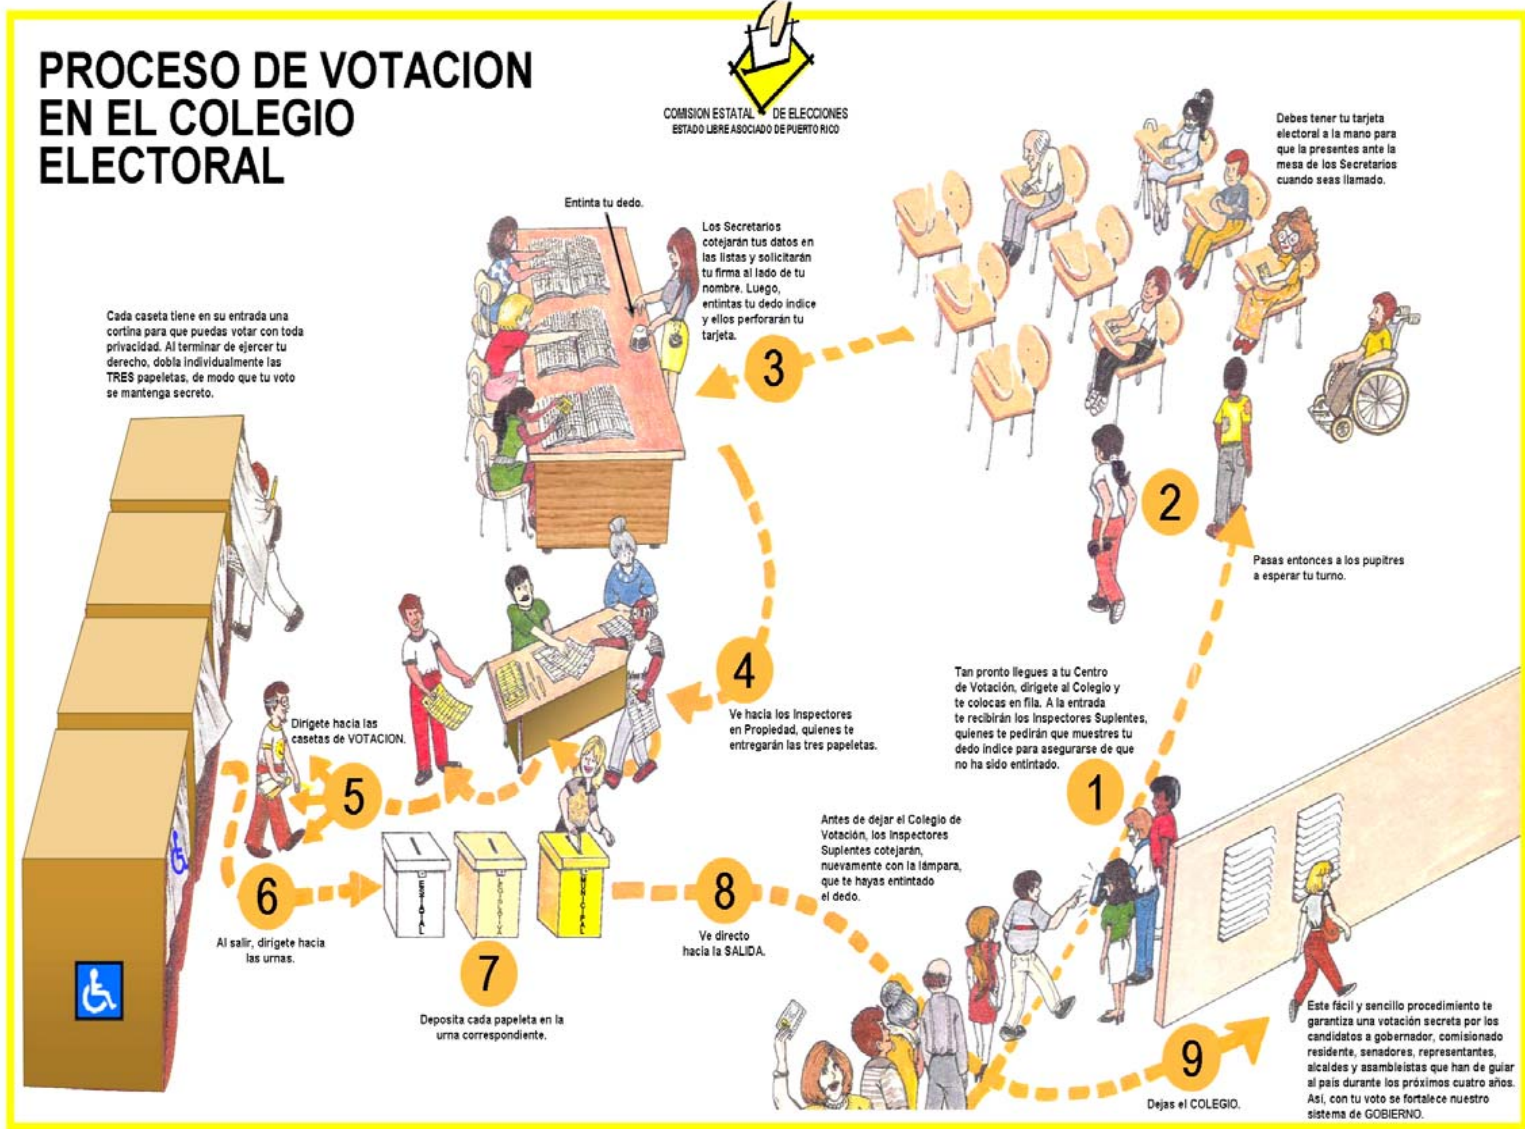 PROCESO DE VOTACION
EN EL COLEGIO
ELECTORAL
COMISION ESTATAL DE ELECCIONES
ESTADO LIBRE ASOCIADO DE PUERTO RICO
Debes tener tu tarjeta
electoral a la mano para
que la presentes ante la
mesa de los Secretarios
cuando seas llamado.
Entinta tu dedo.
Los Secretarios
cotejarán tus datos en
las listas y solicitarán
tu firma al lado de tu
nombre. Luego,
entintas tu dedo índice
y ellos perforarán tu
tarjeta.
3
Cada caseta tiene en su entrada una
cortina para que puedas votar con toda
privacidad. Al terminar de ejercer tu
derecho, dobla individualmente las
TRES papeletas, de modo que tu voto
se mantenga secreto.
2
Pasas entonces a los pupitres
a esperar tu turno.
4
Ve hacia los Inspectores
en Propiedad, quienes te
entregarán las tres papeletas.
Tan pronto llegues a tu Centro
de Votación, dirígete al Colegio y
te colocas en fila. A la entrada
te recibirán los Inspectores Suplentes,
quienes te pedirán que muestres tu
dedo índice para asegurarse de que
no ha sido entintado.
1
Dirígete hacia las
casetas de VOTACION.
5
6
Al salir, dirígete hacia
las urnas.
ESTATAL
LEGISLATIVA
MUNICIPAL
7
Deposita cada papeleta en la
urna correspondiente.
8
Ve directo
hacia la SALIDA.
Antes de dejar el Colegio de
Votación, los Inspectores
Suplentes cotejarán,
nuevamente con la lámpara,
que te hayas entintado
el dedo.
9
Dejas el COLEGIO.
Este fácil y sencillo procedimiento te
garantiza una votación secreta por los
candidatos a gobernador, comisionado
residente, senadores, representantes,
alcaldes y asambleistas que han de guiar
al país durante los próximos cuatro años.
Así, con tu voto se fortalece nuestro
sistema de GOBIERNO.